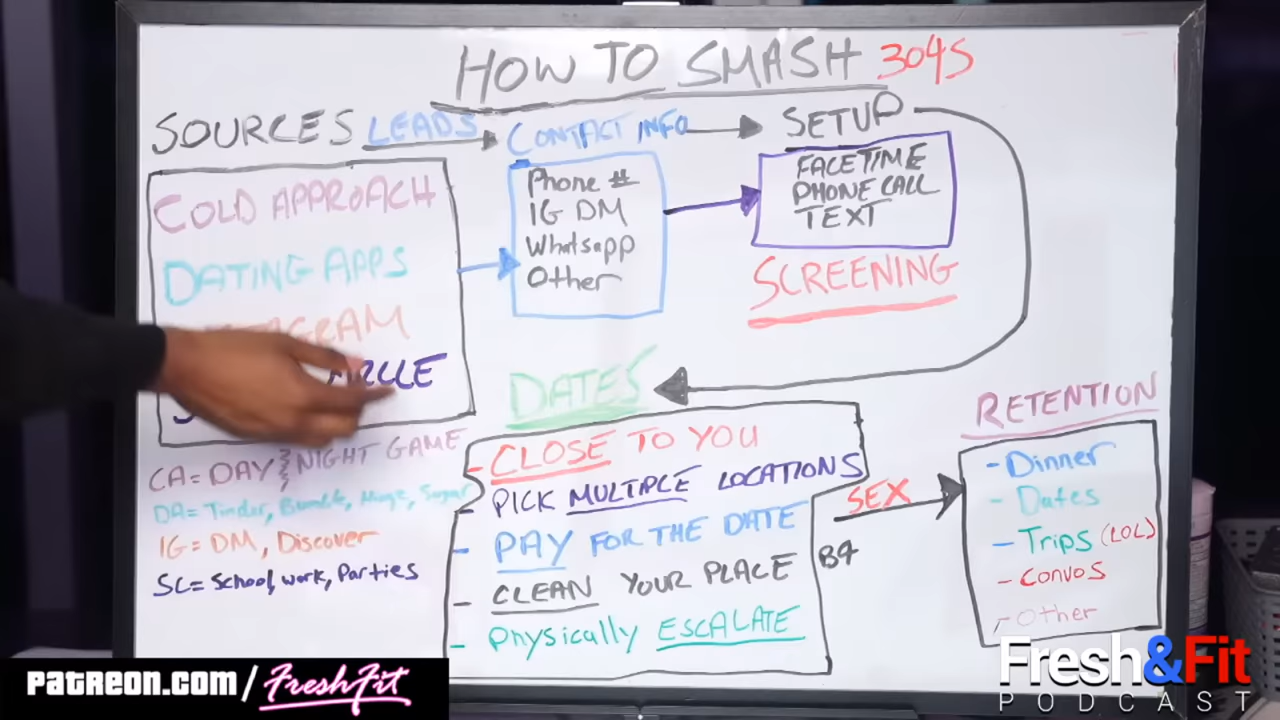 HOW TO SMASH 304S
SOURCES LEADS CONTACT INFO SETUP
COLD APPROACH
DATING APPS
Phone #
IG DM
Whatsapp
Other
FACETIME
PHONE CALL
TEXT
SCREENING
CA= DAY NIGHT GAME
DA= Tinder, Bumble, Hinge, Sugar
IG= DM, Discover
SC= School, work, Parties
DATES
- CLOSE TO YOU
- PICK MULTIPLE LOCATIONS
- PAY FOR THE DATE
- CLEAN YOUR PLACE B4
- Physically ESCALATE
SEX
RETENTION
- Dinner
- Dates
- Trips (LOL)
- Convos
- Other
PATREON.COM/FRESHFIT
Fresh&Fit
PODCAST